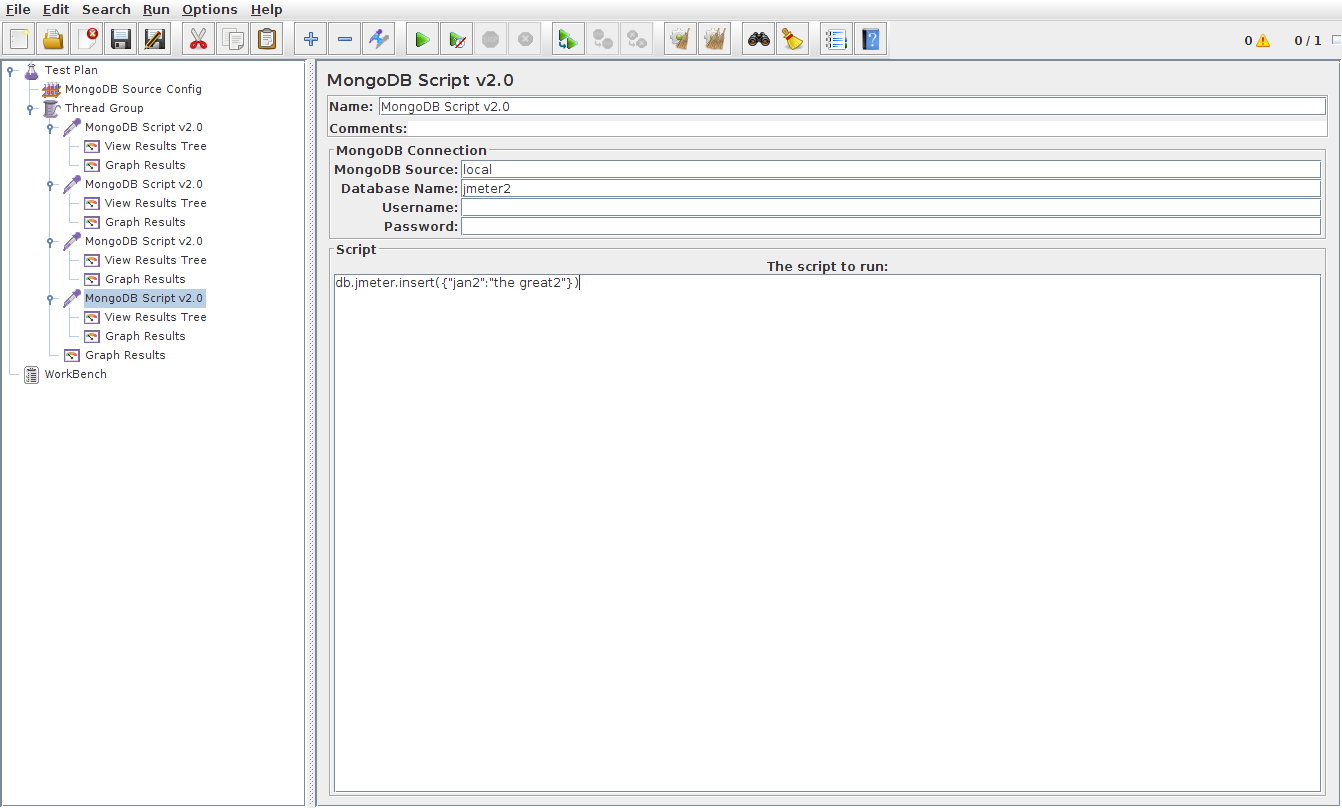 File Edit Search Run Options Help
0 0 / 1
Test Plan
MongoDB Source Config
Thread Group
MongoDB Script v2.0
View Results Tree
Graph Results
MongoDB Script v2.0
View Results Tree
Graph Results
MongoDB Script v2.0
View Results Tree
Graph Results
MongoDB Script v2.0
View Results Tree
Graph Results
Graph Results
WorkBench
MongoDB Script v2.0
Name: MongoDB Script v2.0
Comments:
MongoDB Connection
MongoDB Source: local
Database Name: jmeter2
Username:
Password:
Script
The script to run:
db.jmeter.insert({"jan2":"the great2"})